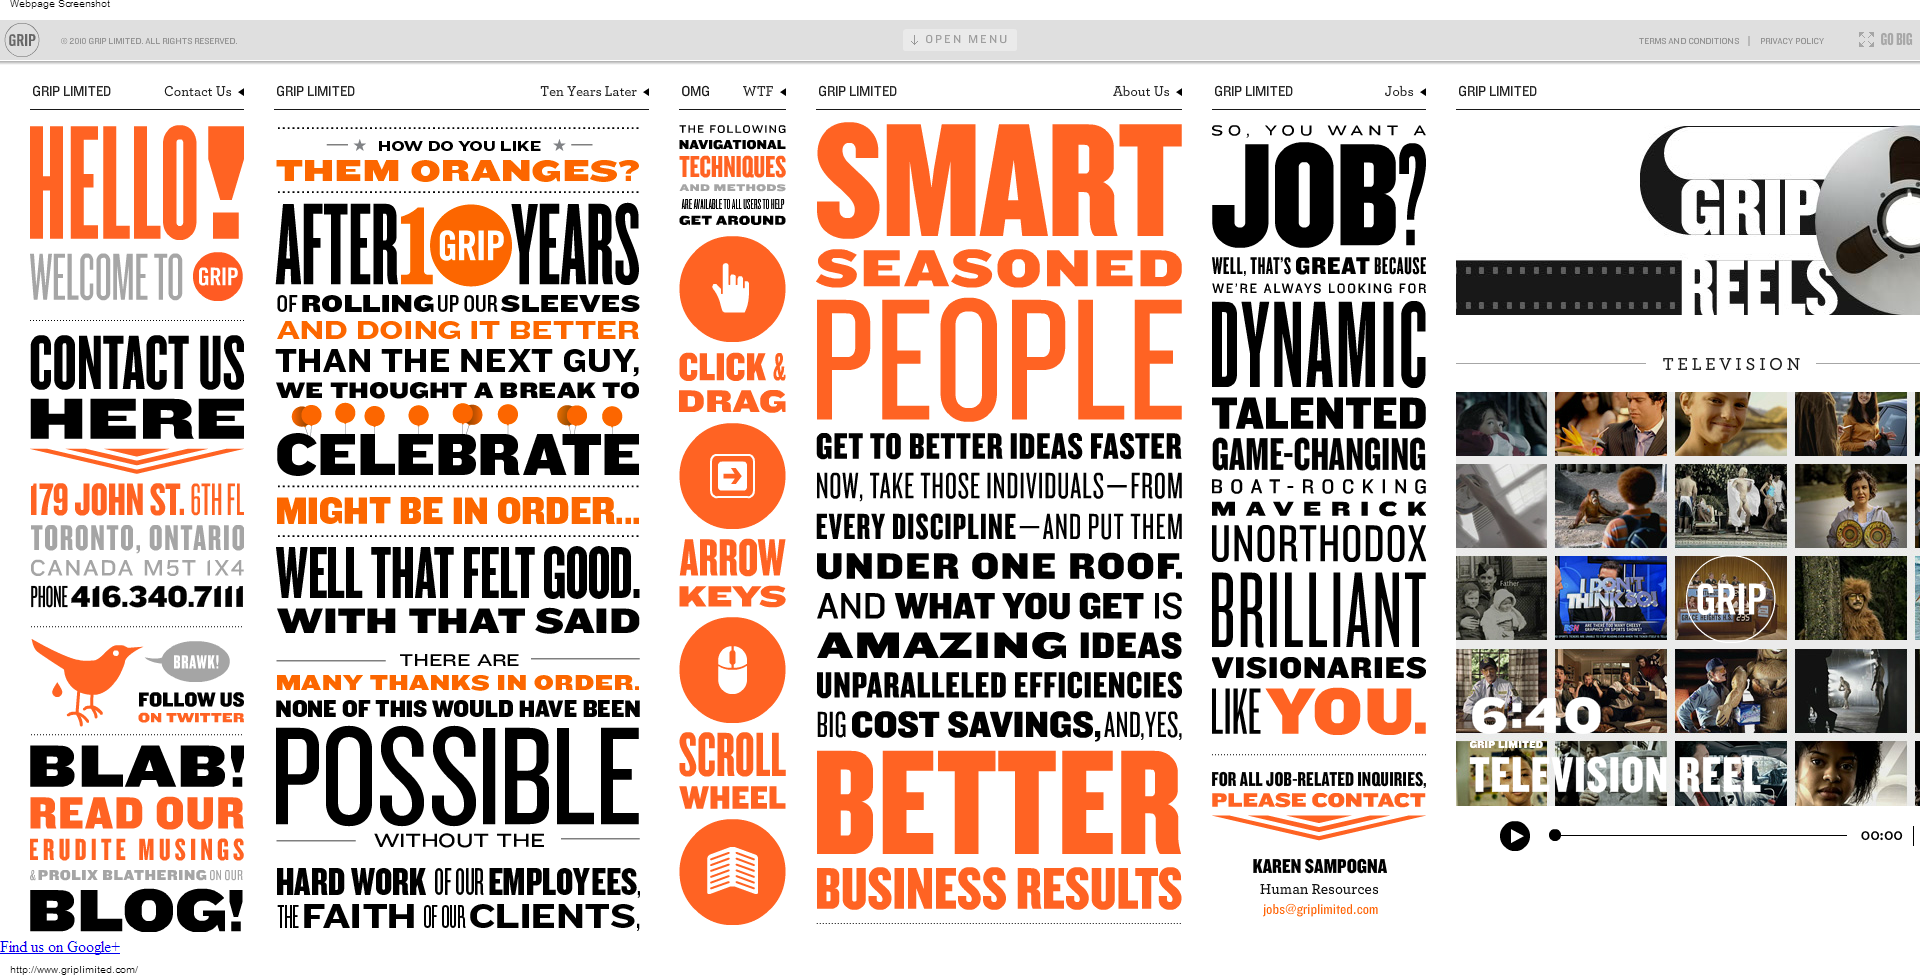 Webpage Screenshot
GRIP
© 2010 GRIP LIMITED. ALL RIGHTS RESERVED.
↓ OPEN MENU
TERMS AND CONDITIONS | PRIVACY POLICY
GO BIG
GRIP LIMITED Contact Us
HELLO!
WELCOME TO GRIP
CONTACT US
HERE
179 JOHN ST. 6TH FL
TORONTO, ONTARIO
CANADA M5T 1X4
PHONE 416.340.7111
BRAWK!
FOLLOW US
ON TWITTER
BLAB!
READ OUR
ERUDITE MUSINGS
& PROLIX BLATHERING ON OUR
BLOG!
GRIP LIMITED Ten Years Later
HOW DO YOU LIKE
THEM ORANGES?
AFTER 10 GRIP YEARS
OF ROLLING UP OUR SLEEVES
AND DOING IT BETTER
THAN THE NEXT GUY,
WE THOUGHT A BREAK TO
CELEBRATE
MIGHT BE IN ORDER...
WELL THAT FELT GOOD.
WITH THAT SAID
THERE ARE
MANY THANKS IN ORDER.
NONE OF THIS WOULD HAVE BEEN
POSSIBLE
WITHOUT THE
HARD WORK OF OUR EMPLOYEES,
THE FAITH OF OUR CLIENTS,
OMG WTF
THE FOLLOWING
NAVIGATIONAL
TECHNIQUES
AND METHODS
ARE AVAILABLE TO ALL USERS TO HELP
GET AROUND
CLICK &
DRAG
ARROW
KEYS
SCROLL
WHEEL
GRIP LIMITED About Us
SMART
SEASONED
PEOPLE
GET TO BETTER IDEAS FASTER
NOW, TAKE THOSE INDIVIDUALS—FROM
EVERY DISCIPLINE—AND PUT THEM
UNDER ONE ROOF.
AND WHAT YOU GET IS
AMAZING IDEAS
UNPARALLELED EFFICIENCIES
BIG COST SAVINGS, AND, YES,
BETTER
BUSINESS RESULTS
GRIP LIMITED Jobs
SO, YOU WANT A
JOB?
WELL, THAT'S GREAT BECAUSE
WE'RE ALWAYS LOOKING FOR
DYNAMIC
TALENTED
GAME-CHANGING
BOAT-ROCKING
MAVERICK
UNORTHODOX
BRILLIANT
VISIONARIES
LIKE YOU.
FOR ALL JOB-RELATED INQUIRIES,
PLEASE CONTACT
KAREN SAMPOGNA
Human Resources
jobs@griplimited.com
GRIP LIMITED
GRIP
REELS
TELEVISION
Father
I DON'T
THINK SO!
GRIP
6:40
GRIP LIMITED
TELEVISION REEL
00:00
Find us on Google+
http://www.griplimited.com/